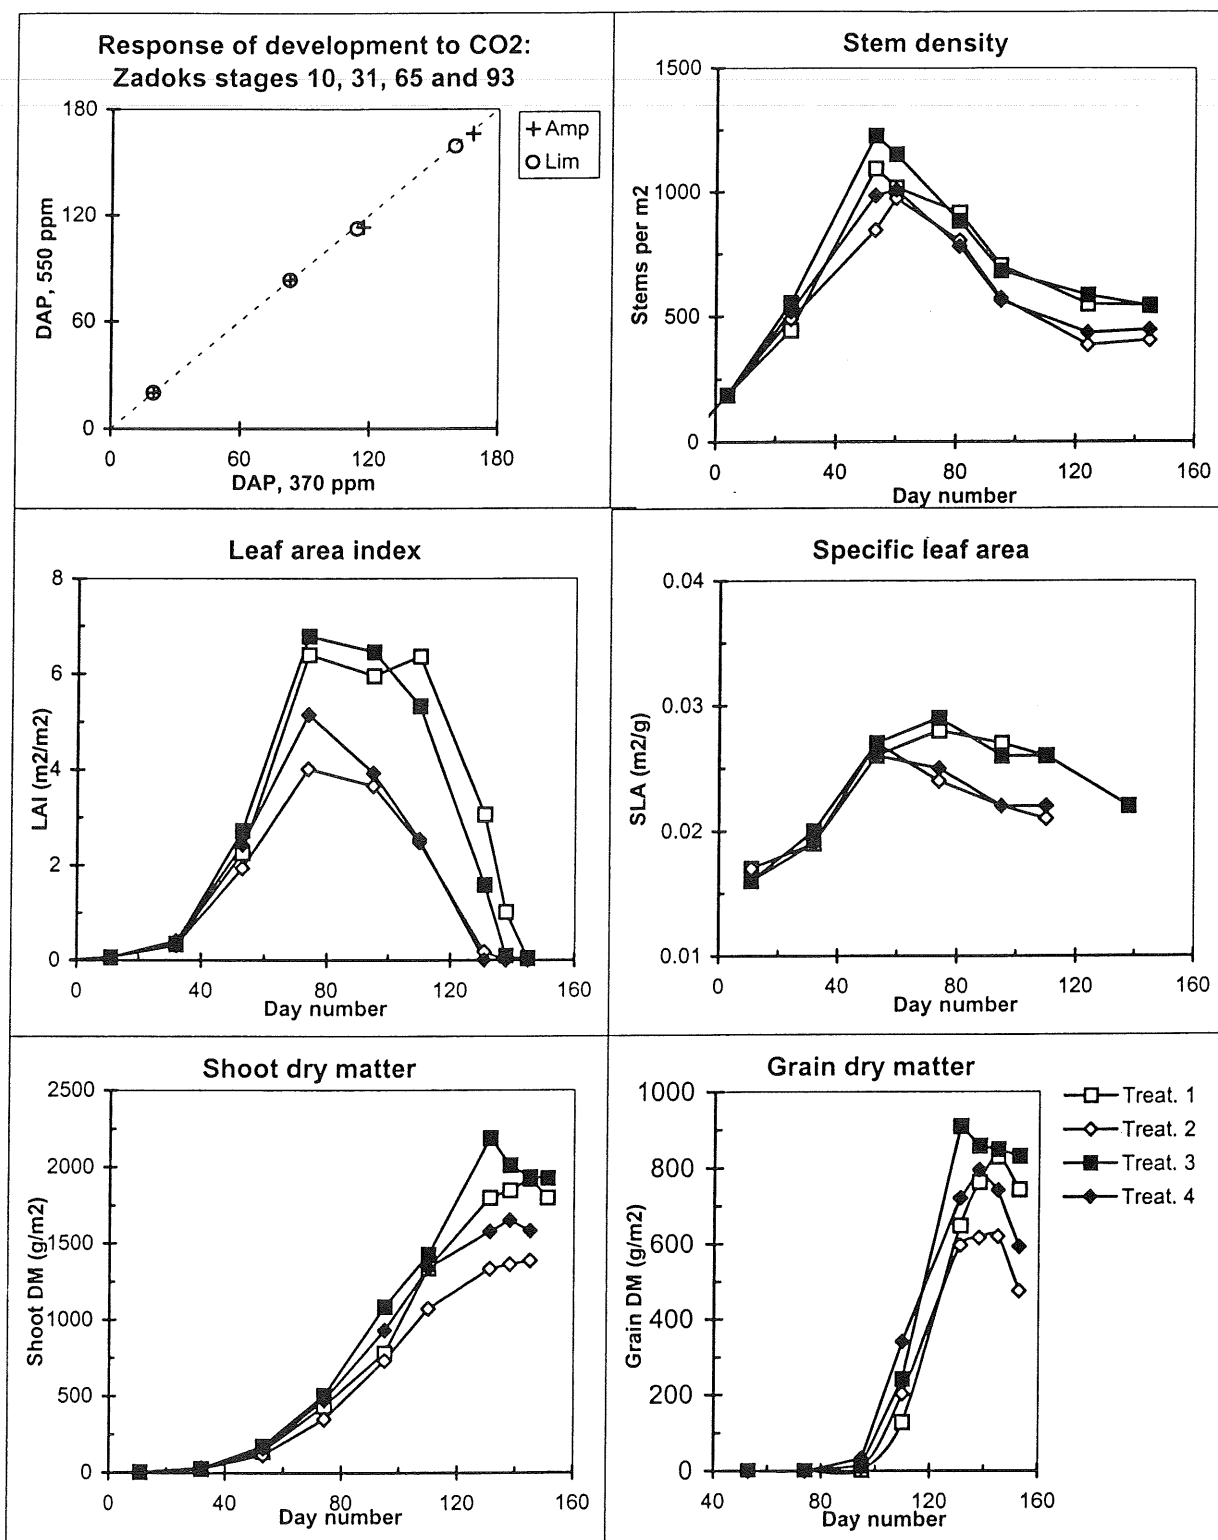 Response of development to CO2:
Zadoks stages 10, 31, 65 and 93
180
120
60
0
DAP, 550 ppm
0 60 120 180
DAP, 370 ppm
Amp
Lim
Stem density
1500
1000
500
0
Stems per m2
0 40 80 120 160
Day number
Leaf area index
8
6
4
2
0
LAI (m2/m2)
0 40 80 120 160
Day number
Specific leaf area
0.04
0.03
0.02
0.01
SLA (m2/g)
0 40 80 120 160
Day number
Shoot dry matter
2500
2000
1500
1000
500
0
Shoot DM (g/m2)
0 40 80 120 160
Day number
Grain dry matter
1000
800
600
400
200
0
Grain DM (g/m2)
40 80 120 160
Day number
Treat. 1
Treat. 2
Treat. 3
Treat. 4